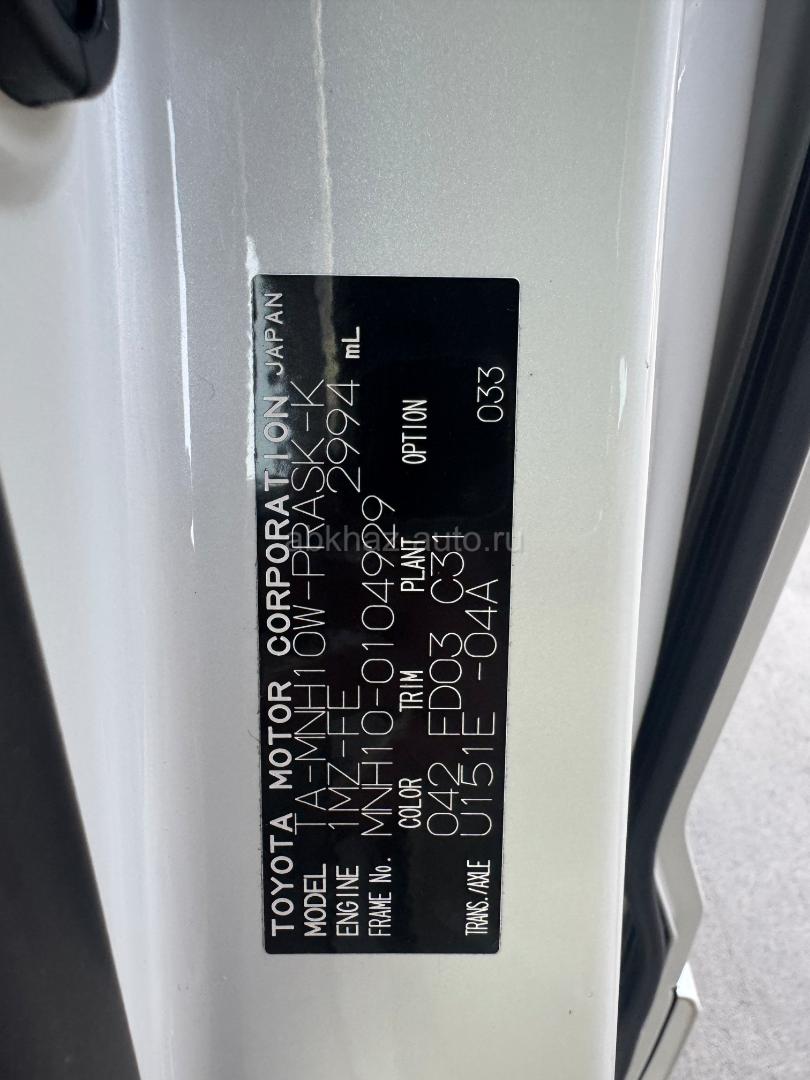 TOYOTA MOTOR CORPORATION JAPAN
MODEL TA-MNH10W-PRASK-K
ENGINE 1MZ-FE 2994 mL
FRAME No. MNH10-0104929
COLOR TRIM PLANT OPTION
042 FD03 C31
TRANS./AXLE U151E -04A 033
abkhaz-auto.ru